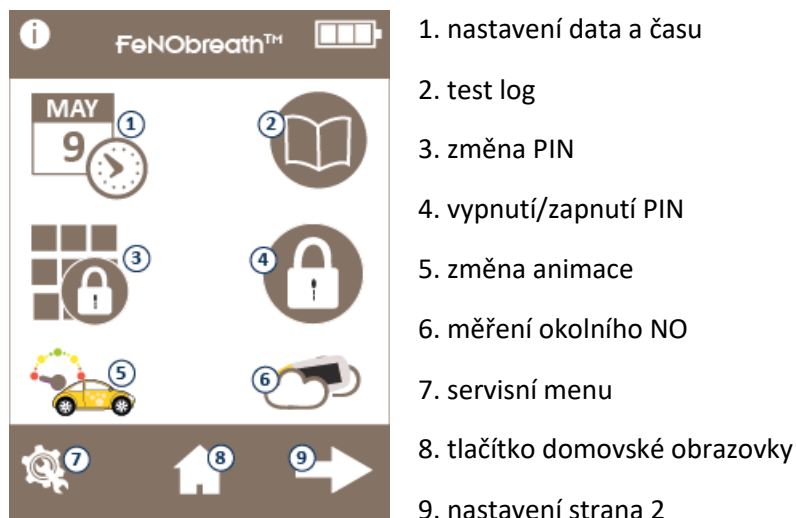 FeNObreath™
MAY
9
1
2
3
4
5
6
7
8
9
1. nastavení data a času
2. test log
3. změna PIN
4. vypnutí/zapnutí PIN
5. změna animace
6. měření okolního NO
7. servisní menu
8. tlačítko domovské obrazovky
9. nastavení strana 2